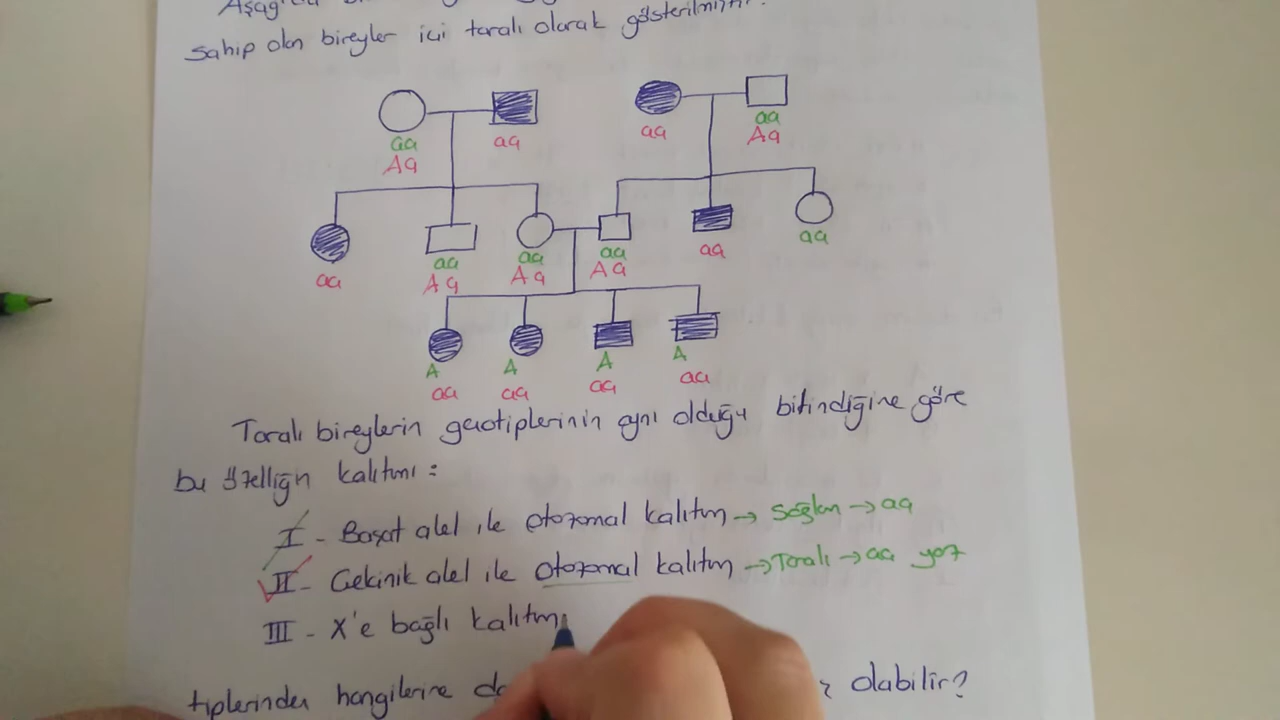 Aşağıda
sahip olan bireyler içi taralı olarak gösterilmiştir.
aa aa
Aa aa aa Aa
aa aa aa aa aa aa
aa Aa Aa Aa
A A A A
aa aa aa aa
Taralı bireylerin genotiplerinin aynı olduğu bilindiğine göre
bu özelliğin kalıtımı :
I - Başat alel ile otozomal kalıtım → Sağlam → aa
II - Çekinik alel ile otozomal kalıtım → Taralı → aa yaz
III - X'e bağlı kalıtım
tiplerinden hangilerine olabilir?